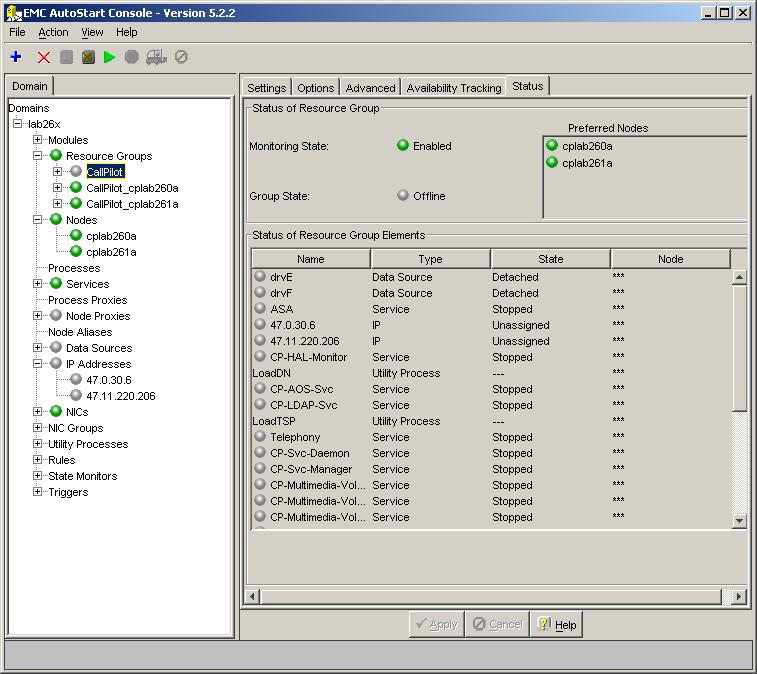 EMC AutoStart Console - Version 5.2.2
File Action View Help
Domain
Domains
lab26x
Modules
Resource Groups
CallPilot
CallPilot_cplab260a
CallPilot_cplab261a
Nodes
cplab260a
cplab261a
Processes
Services
Process Proxies
Node Proxies
Node Aliases
Data Sources
IP Addresses
47.0.30.6
47.11.220.206
NICs
NIC Groups
Utility Processes
Rules
State Monitors
Triggers
Settings Options Advanced Availability Tracking Status
Status of Resource Group
Preferred Nodes
Monitoring State: Enabled
cplab260a
cplab261a
Group State: Offline
Status of Resource Group Elements
Name Type State Node
drvE Data Source Detached ***
drvF Data Source Detached ***
ASA Service Stopped ***
47.0.30.6 IP Unassigned ***
47.11.220.206 IP Unassigned ***
CP-HAL-Monitor Service Stopped ***
LoadDN Utility Process --- ***
CP-AOS-Svc Service Stopped ***
CP-LDAP-Svc Service Stopped ***
LoadTSP Utility Process --- ***
Telephony Service Stopped ***
CP-Svc-Daemon Service Stopped ***
CP-Svc-Manager Service Stopped ***
CP-Multimedia-Vol... Service Stopped ***
CP-Multimedia-Vol... Service Stopped ***
CP-Multimedia-Vol... Service Stopped ***
Apply Cancel Help